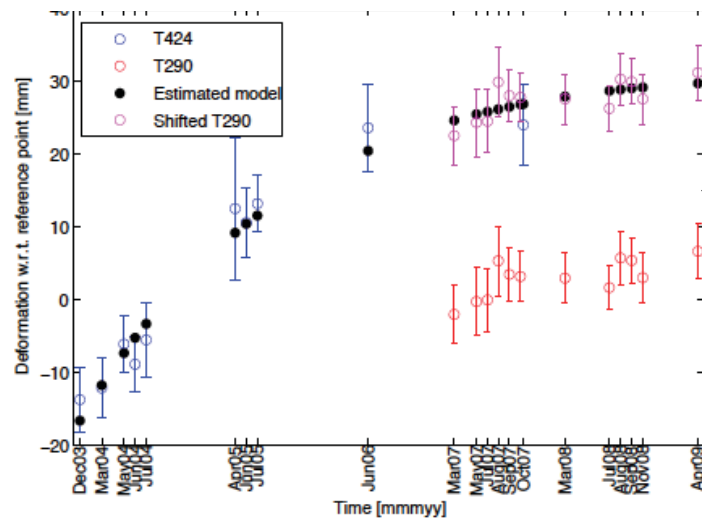 40
30
20
10
0
−10
−20
Deformation w.r.t. reference point [mm]
T424
T290
Estimated model
Shifted T290
Dec03
Mar04
May04
Jun04
Jul04
Apr05
Jun05
Jul05
Jun06
Mar07
May07
Jul07
Aug07
Sep07
Oct07
Mar08
Jul08
Aug08
Sep08
Nov08
Apr09
Time [mmmyy]